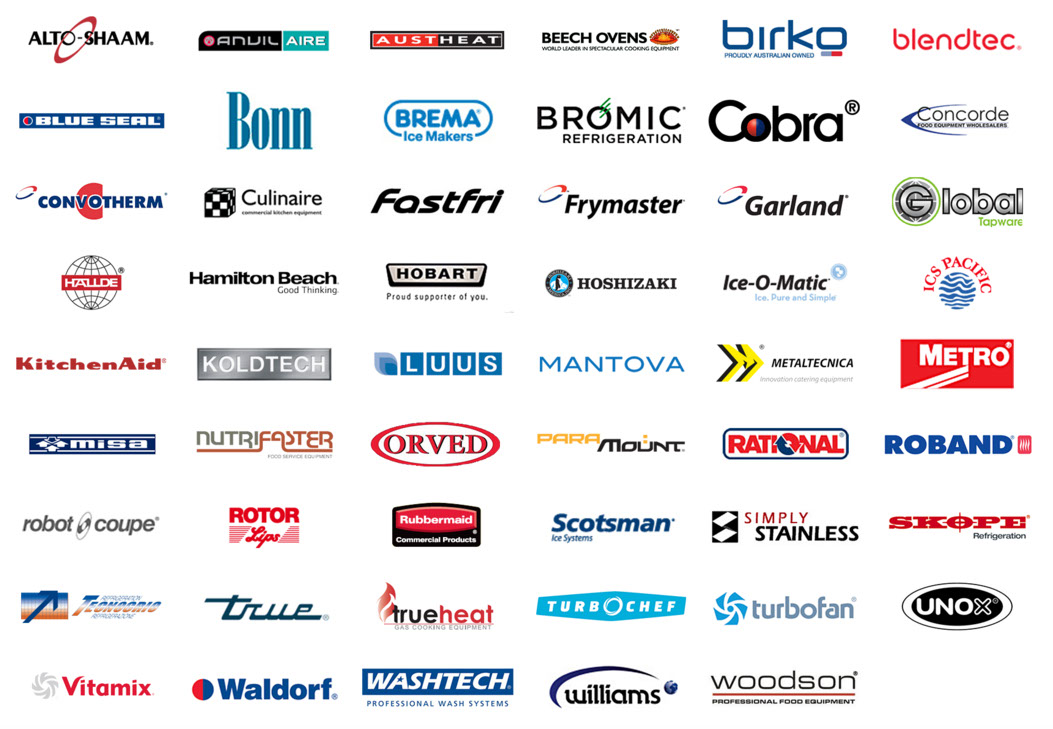 ALTO-SHAAM®
ANVIL AIRE
AUSTHEAT
BEECH OVENS
WORLD LEADER IN SPECTACULAR COOKING EQUIPMENT
birko
PROUDLY AUSTRALIAN OWNED
blendtec®
BLUE SEAL®
Bonn
BREMA®
Ice Makers
BROMIC®
REFRIGERATION
Cobra®
Concorde
FOOD EQUIPMENT WHOLESALERS
CONVOTHERM®
Culinaire
commercial kitchen equipment
Fastfri
Frymaster®
Garland®
Global
Tapware
HALLDE®
Hamilton Beach®
Good Thinking.
HOBART
Proud supporter of you.
HOSHIZAKI
Ice-O-Matic®
Ice. Pure and Simple
ICS PACIFIC
KitchenAid®
KOLDTECH
LUUS
MANTOVA
METALTECNICA®
Innovation catering equipment
METRO®
misa
NUTRIFASTER
FOOD SERVICE EQUIPMENT
ORVED
PARAMOUNT
RATIONAL®
ROBAND®
robot coupe®
ROTOR
Lips
Rubbermaid®
Commercial Products
Scotsman®
Ice Systems
SIMPLY
STAINLESS
SKOPE®
Refrigeration
TECNODOM
true®
trueheat
GAS COOKING EQUIPMENT
TURBOCHEF
turbofan®
UNOX®
Vitamix
Waldorf®
WASHTECH®
PROFESSIONAL WASH SYSTEMS
williams
woodson®
PROFESSIONAL FOOD EQUIPMENT